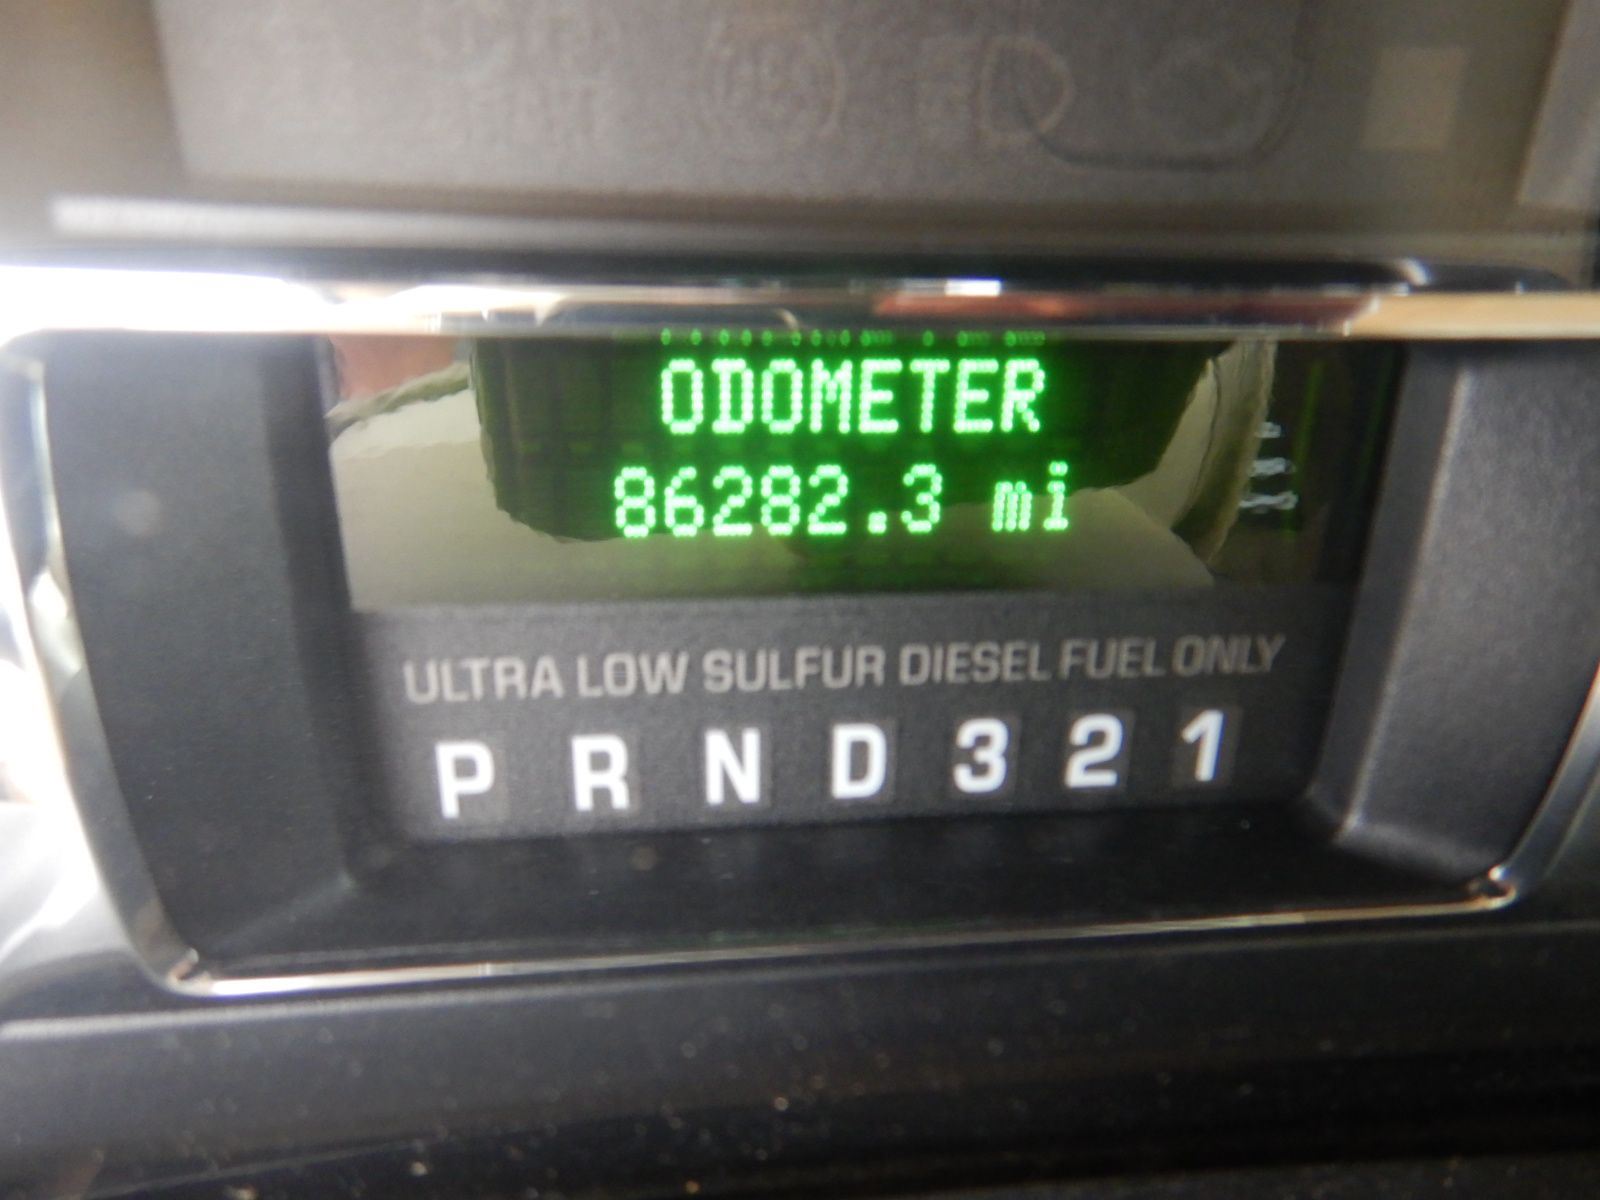 ODOMETER
86282.3 mi
ULTRA LOW SULFUR DIESEL FUEL ONLY
P R N D 3 2 1